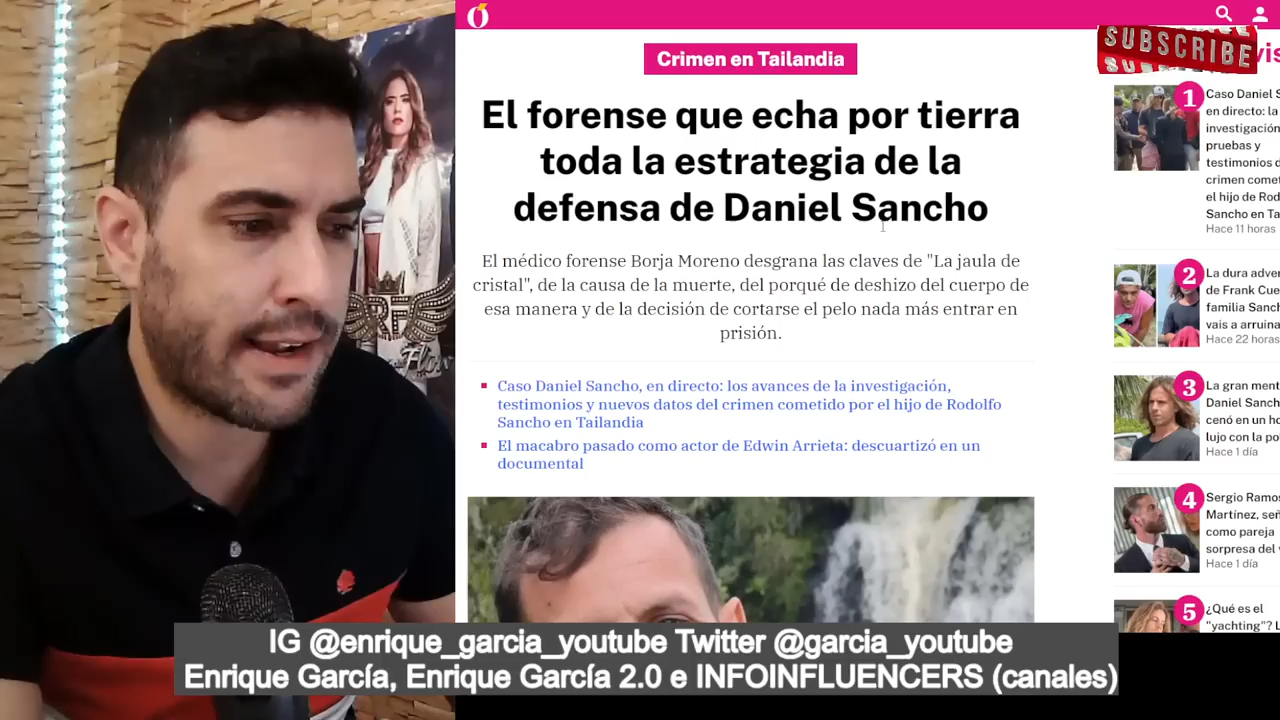 Ó
SUBSCRIBE
Crimen en Tailandia
El forense que echa por tierra
toda la estrategia de la
defensa de Daniel Sancho
El médico forense Borja Moreno desgrana las claves de "La jaula de
cristal", de la causa de la muerte, del porqué de deshizo del cuerpo de
esa manera y de la decisión de cortarse el pelo nada más entrar en
prisión.
Caso Daniel Sancho, en directo: los avances de la investigación,
testimonios y nuevos datos del crimen cometido por el hijo de Rodolfo
Sancho en Tailandia
El macabro pasado como actor de Edwin Arrieta: descuartizó en un
documental
1
Caso Daniel S
en directo: la
investigación
pruebas y
testimonios d
crimen comet
el hijo de Rod
Sancho en Ta
Hace 11 horas
2
La dura adver
de Frank Cue
familia Sanch
vais a arruina
Hace 22 horas
3
La gran ment
Daniel Sanch
cenó en un ho
lujo con la po
Hace 1 día
4
Sergio Ramo
Martínez, señ
como pareja
sorpresa del
Hace 1 día
5
¿Qué es el
"yachting"? L
RF
Flow
IG @enrique_garcia_youtube Twitter @garcia_youtube
Enrique García, Enrique García 2.0 e INFOINFLUENCERS (canales)